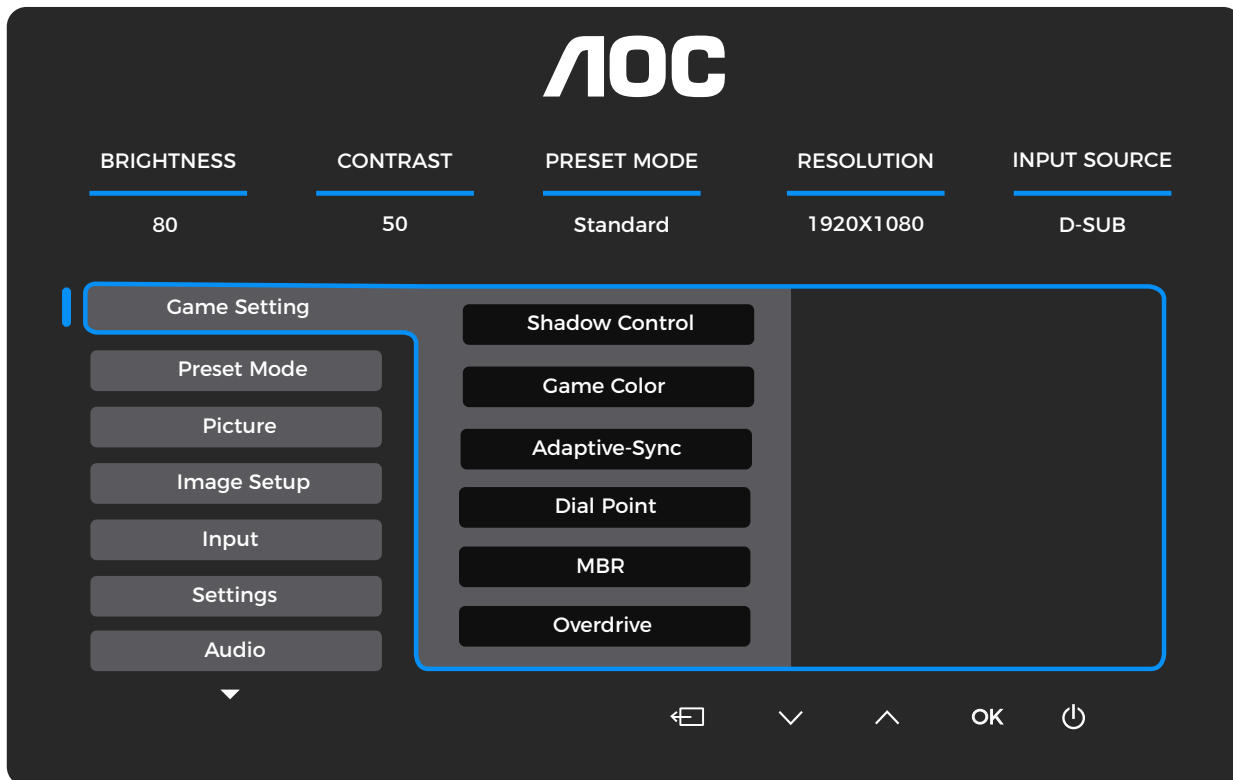 AOC
BRIGHTNESS CONTRAST PRESET MODE RESOLUTION INPUT SOURCE
80 50 Standard 1920X1080 D-SUB
Game Setting
Preset Mode
Picture
Image Setup
Input
Settings
Audio
Shadow Control
Game Color
Adaptive-Sync
Dial Point
MBR
Overdrive
OK